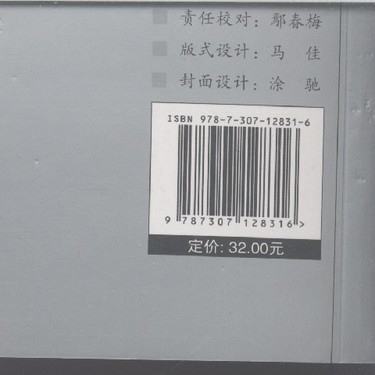 责任校对：鄢春梅
版式设计：马 佳
封面设计：涂 驰
ISBN 978-7-307-12831-6
9 787307 128316 >
定价: 32.00元